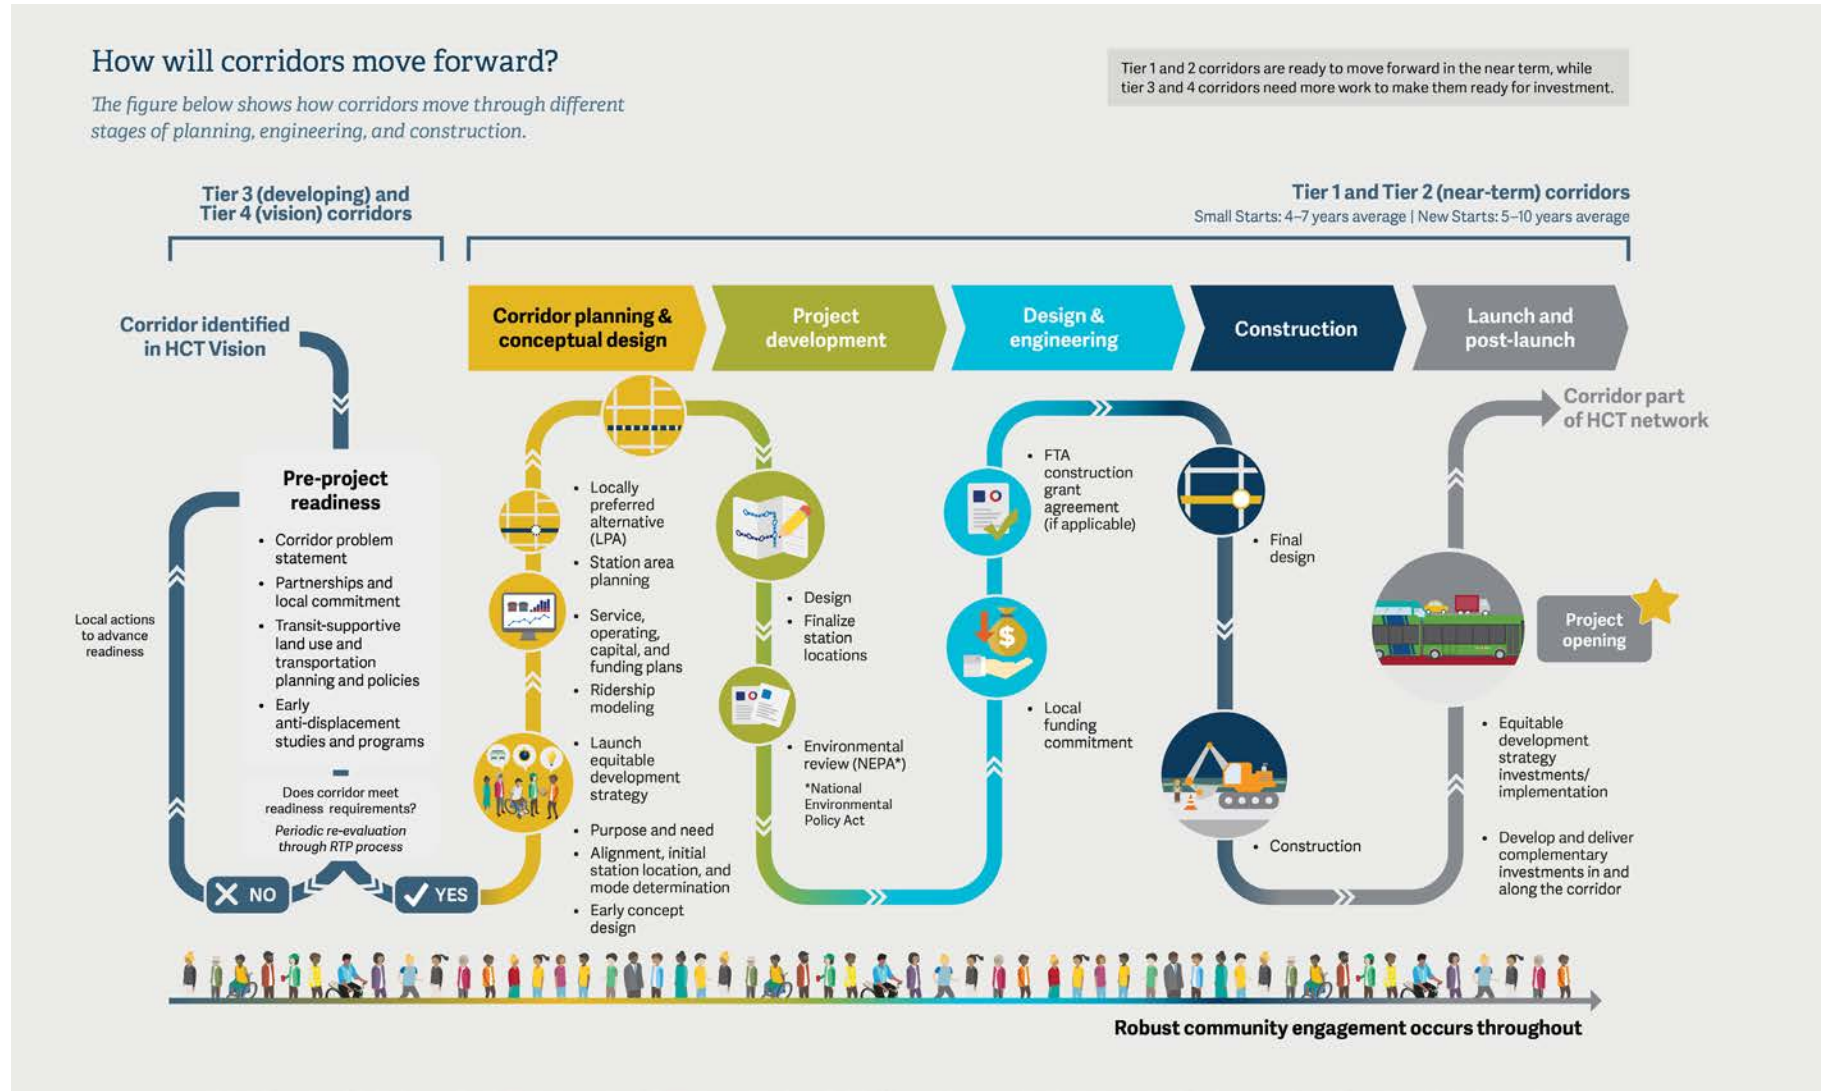 How will corridors move forward?
The figure below shows how corridors move through different
stages of planning, engineering, and construction.
Tier 1 and 2 corridors are ready to move forward in the near term, while
tier 3 and 4 corridors need more work to make them ready for investment.
Tier 3 (developing) and
Tier 4 (vision) corridors
Tier 1 and Tier 2 (near-term) corridors
Small Starts: 4–7 years average | New Starts: 5–10 years average
Corridor identified
in HCT Vision
Pre-project
readiness
• Corridor problem
statement
• Partnerships and
local commitment
• Transit-supportive
land use and
transportation
planning and policies
• Early
anti-displacement
studies and programs
Local actions
to advance
readiness
Does corridor meet
readiness requirements?
Periodic re-evaluation
through RTP process
NO
YES
Corridor planning &
conceptual design
• Locally
preferred
alternative
(LPA)
• Station area
planning
• Service,
operating,
capital, and
funding plans
• Ridership
modeling
• Launch
equitable
development
strategy
• Purpose and need
• Alignment, initial
station location, and
mode determination
• Early concept
design
Project
development
• Design
• Finalize
station
locations
• Environmental
review (NEPA*)
*National
Environmental
Policy Act
Design &
engineering
• FTA
construction
grant
agreement
(if applicable)
$
• Local
funding
commitment
Construction
• Final
design
• Construction
Launch and
post-launch
Corridor part
of HCT network
Project
opening
• Equitable
development
strategy
investments/
implementation
• Develop and deliver
complementary
investments in and
along the corridor
Robust community engagement occurs throughout